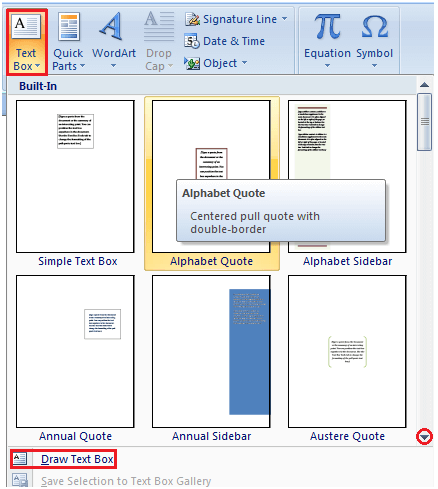 Text Box
Quick Parts
WordArt
Drop Cap
Signature Line
Date & Time
Object
Equation
Symbol
Built-In
Simple Text Box
Alphabet Quote
Alphabet Sidebar
Alphabet Quote
Centered pull quote with
double-border
Annual Quote
Annual Sidebar
Austere Quote
Draw Text Box
Save Selection to Text Box Gallery